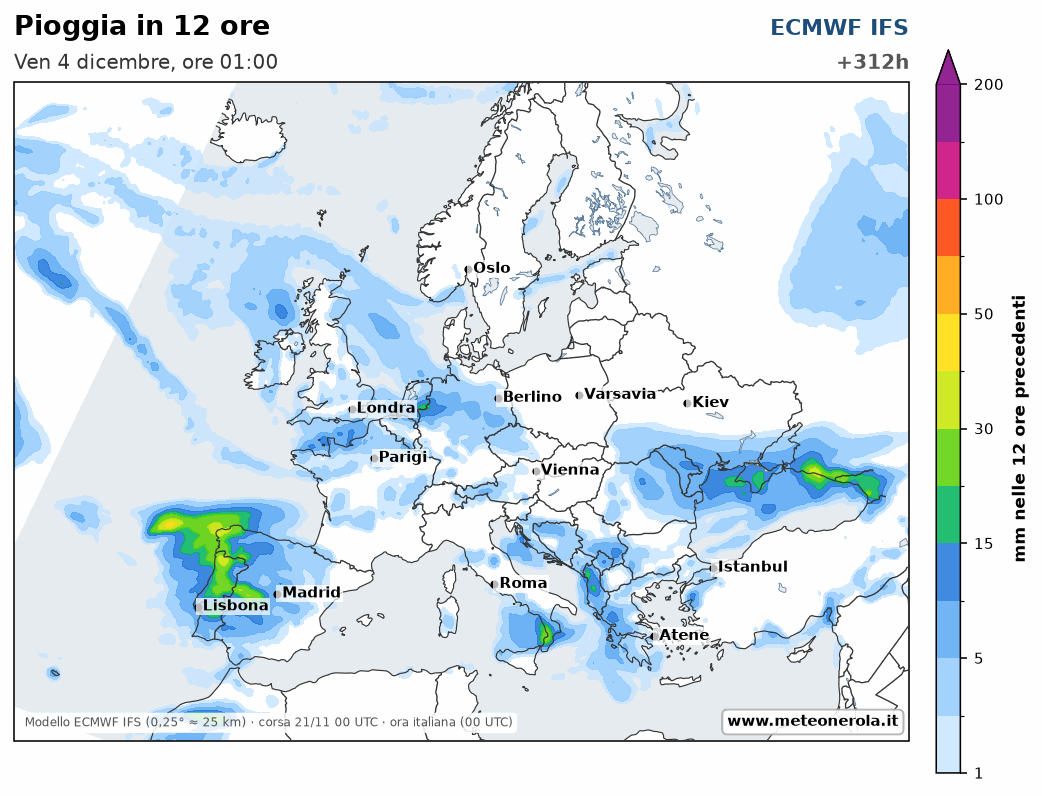 Pioggia in 12 ore
ECMWF IFS
Ven 4 dicembre, ore 01:00
+312h
200
100
50
30
15
5
1
mm nelle 12 ore precedenti
Oslo
Berlino
Varsavia
Kiev
Londra
Parigi
Vienna
Istanbul
Roma
Madrid
Lisbona
Atene
Modello ECMWF IFS (0,25° ≈ 25 km) · corsa 21/11 00 UTC · ora italiana (00 UTC)
www.meteonerola.it